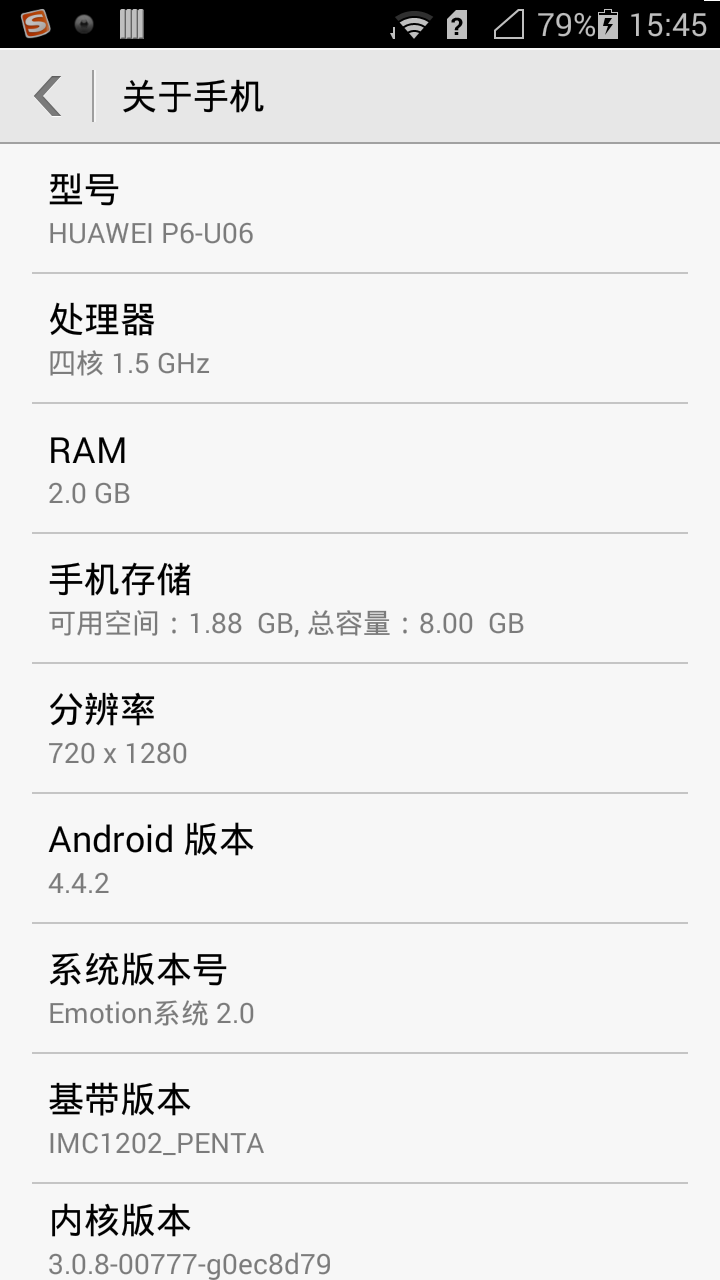 79% 15:45
关于手机
型号
HUAWEI P6-U06
处理器
四核 1.5 GHz
RAM
2.0 GB
手机存储
可用空间：1.88 GB, 总容量：8.00 GB
分辨率
720 x 1280
Android 版本
4.4.2
系统版本号
Emotion系统 2.0
基带版本
IMC1202_PENTA
内核版本
3.0.8-00777-g0ec8d79